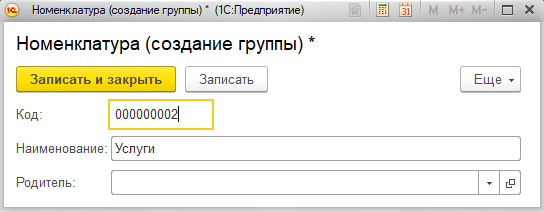 Номенклатура (создание группы) * (1С:Предприятие)
M M+ M-
Номенклатура (создание группы) *
Записать и закрыть Записать Еще
Код: 000000002
Наименование: Услуги
Родитель: